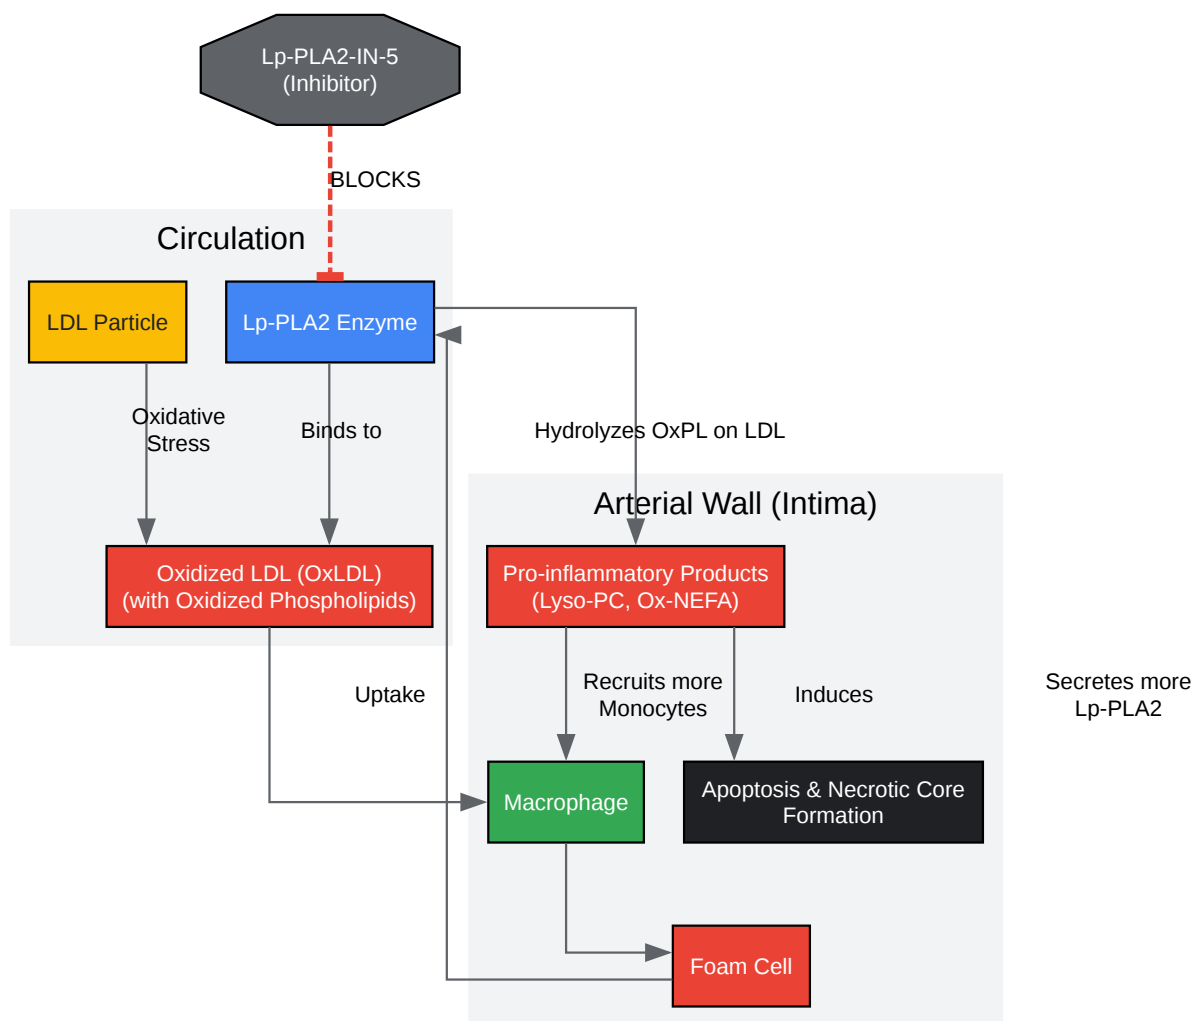 Lp-PLA2-IN-5
(Inhibitor)
BLOCKS
Circulation
LDL Particle
Lp-PLA2 Enzyme
Oxidative
Stress
Binds to
Hydrolyzes OxPL on LDL
Arterial Wall (Intima)
Oxidized LDL (OxLDL)
(with Oxidized Phospholipids)
Pro-inflammatory Products
(Lyso-PC, Ox-NEFA)
Uptake
Recruits more
Monocytes
Induces
Secretes more
Lp-PLA2
Macrophage
Apoptosis & Necrotic Core
Formation
Foam Cell